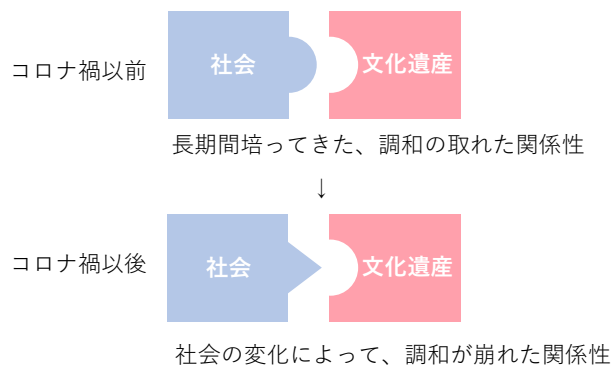 コロナ禍以前
社会
文化遺産
長期間培ってきた、調和の取れた関係性
↓
コロナ禍以後
社会
文化遺産
社会の変化によって、調和が崩れた関係性